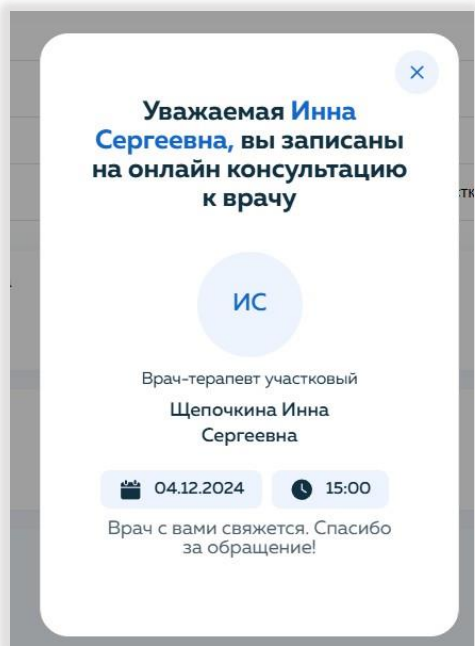 Уважаемая Инна
Сергеевна, вы записаны
на онлайн консультацию
к врачу
ИС
Врач-терапевт участковый
Щепочкина Инна
Сергеевна
04.12.2024 15:00
Врач с вами свяжется. Спасибо
за обращение!